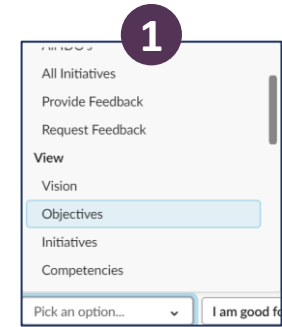 1
All Initiatives
Provide Feedback
Request Feedback
View
Vision
Objectives
Initiatives
Competencies
Pick an option... I am good fo